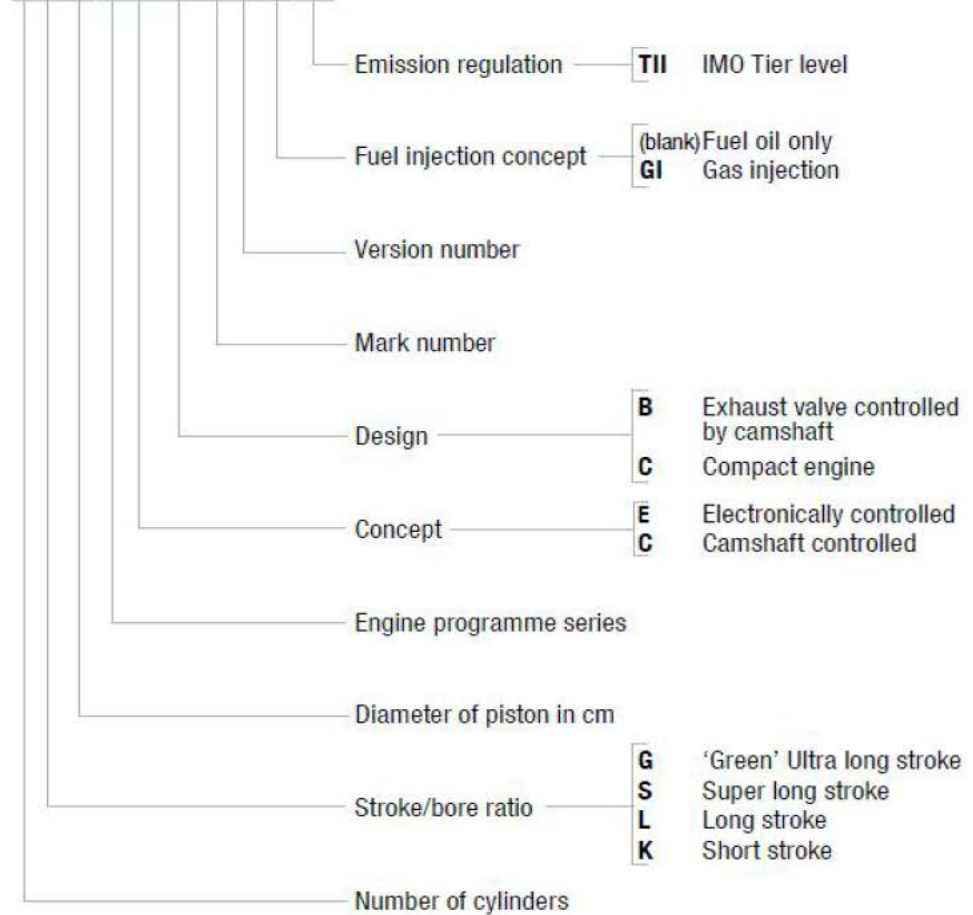 Emission regulation TII IMO Tier level
(blank) Fuel oil only
Fuel injection concept
GI Gas injection
Version number
Mark number
B Exhaust valve controlled
by camshaft
Design
C Compact engine
E Electronically controlled
Concept
C Camshaft controlled
Engine programme series
Diameter of piston in cm
G ‘Green’ Ultra long stroke
S Super long stroke
Stroke/bore ratio
L Long stroke
K Short stroke
Number of cylinders